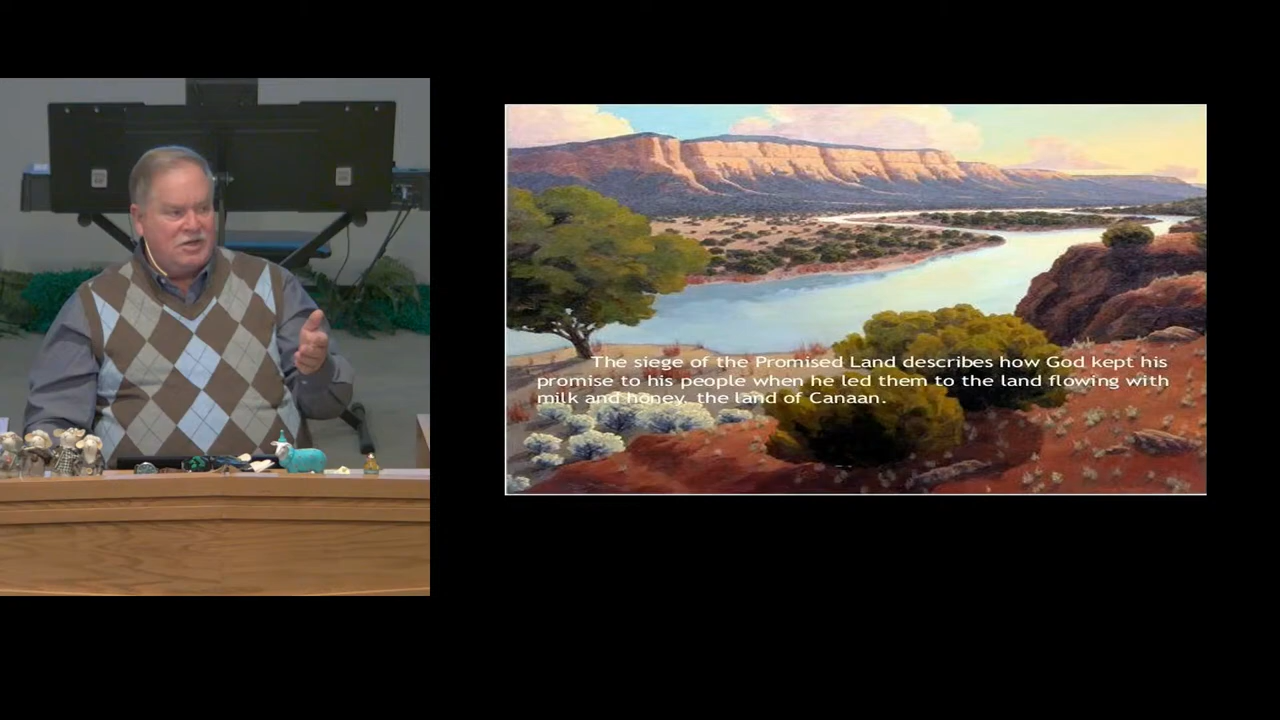 The siege of the Promised Land describes how God kept his
promise to his people when he led them to the land flowing with
milk and honey, the land of Canaan.